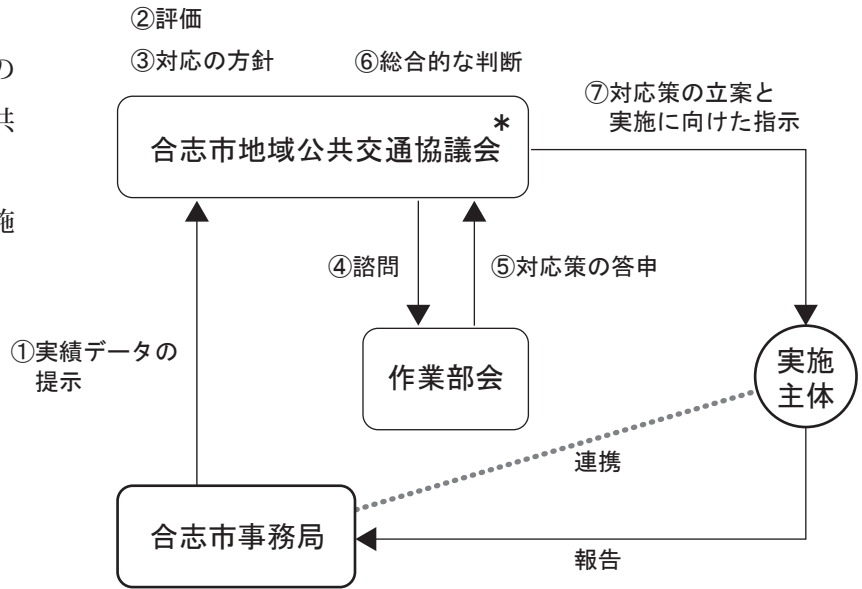 ②評価
の
③対応の方針
⑥総合的な判断
共
⑦対応策の立案と
実施に向けた指示
合志市地域公共交通協議会*
施
④諮問
⑤対応策の答申
①実績データの
提示
作業部会
実施
主体
連携
合志市事務局
報告